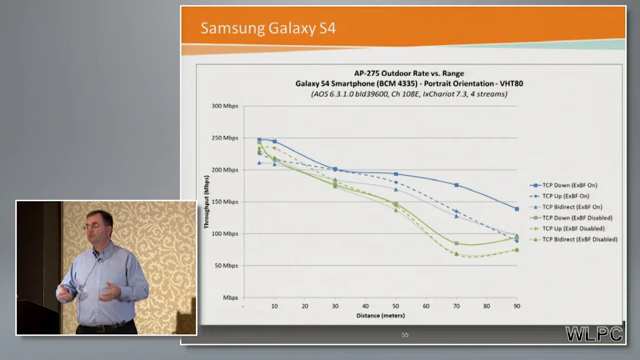 Samsung Galaxy S4
AP-275 Outdoor Rate vs. Range
Galaxy S4 Smartphone (BCM 4335) - Portrait Orientation - VHT80
(AOS 6.3.1.0 bld39600, Ch 108E, IxChariot 7.3, 4 streams)
300 Mbps
250 Mbps
200 Mbps
150 Mbps
100 Mbps
50 Mbps
Mbps
Throughput (Mbps)
- 10 20 30 40 50 60 70 80 90
Distance (meters)
TCP Down (ExBF On)
TCP Up (ExBF On)
TCP Bidirect (ExBF On)
TCP Down (ExBF Disabled)
TCP Up (ExBF Disabled)
TCP Bidirect (ExBF Disabled)
55
WLPC